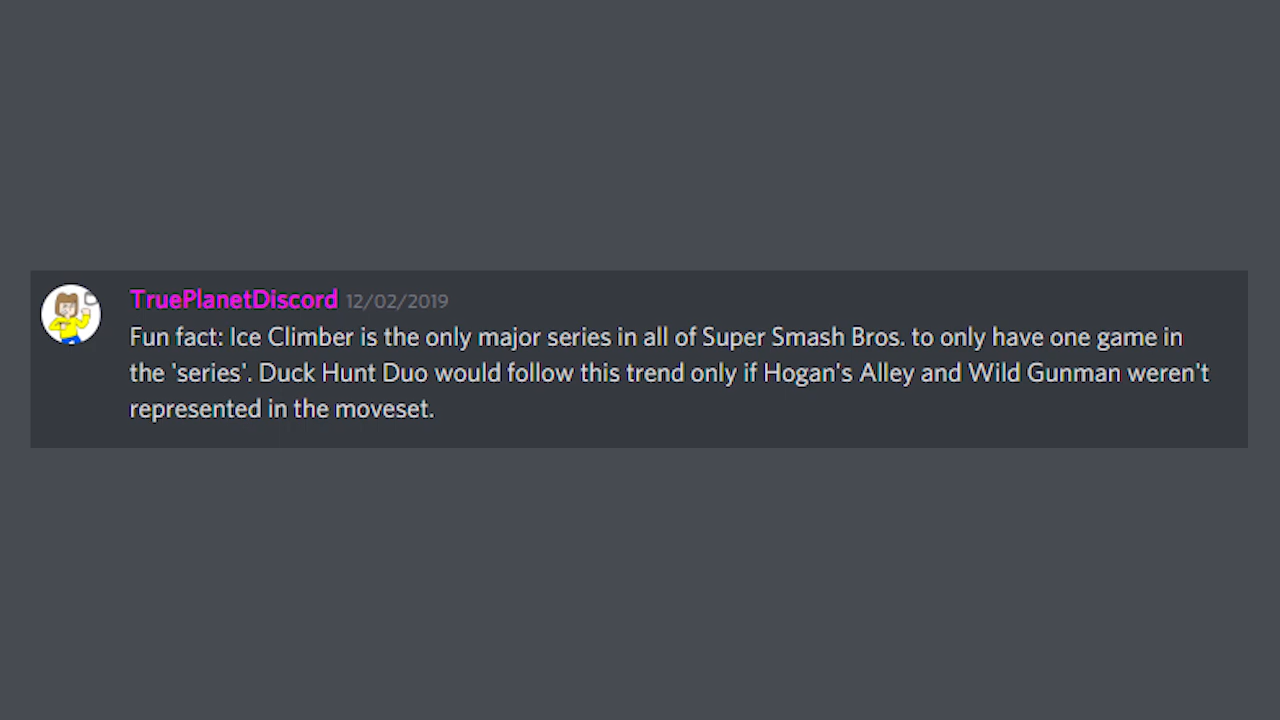 TruePlanetDiscord 12/02/2019
Fun fact: Ice Climber is the only major series in all of Super Smash Bros. to only have one game in
the 'series'. Duck Hunt Duo would follow this trend only if Hogan's Alley and Wild Gunman weren't
represented in the moveset.